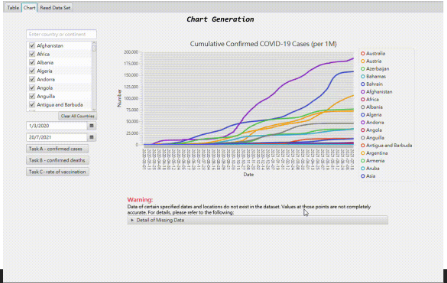 Table Chart Read Data Set
Chart Generation
Enter country or continent
Afghanistan
Africa
Albania
Algeria
Andorra
Angola
Anguilla
Antigua and Barbuda
Clear All Countries
1/3/2020
20/7/2021
Task A - confirmed cases
Task B - confirmed deaths
Task C - rate of vaccination
Cumulative Confirmed COVID-19 Cases (per 1M)
Number
200,000
175,000
150,000
125,000
100,000
75,000
50,000
25,000
0
Date
Australia
Austria
Azerbaijan
Bahamas
Bahrain
Afghanistan
Africa
Albania
Algeria
Andorra
Angola
Anguilla
Antigua and Barbuda
Argentina
Armenia
Aruba
Asia
Warning:
Data of certain specified dates and locations do not exist in the dataset. Values at those points are not completely
accurate. For details, please refer to the following:
Detail of Missing Data